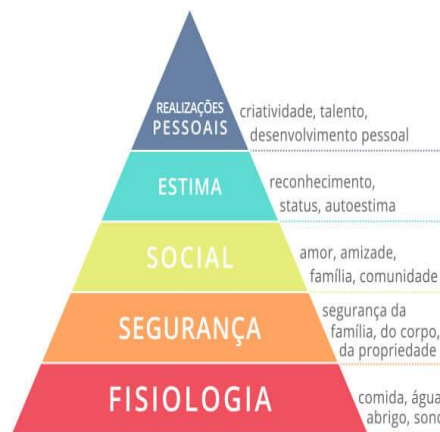 REALIZAÇÕES
PESSOAIS
criatividade, talento,
desenvolvimento pessoal
ESTIMA
reconhecimento,
status, autoestima
SOCIAL
amor, amizade,
família, comunidade
SEGURANÇA
segurança da
família, do corpo,
da propriedade
FISIOLOGIA
comida, água
abrigo, sono